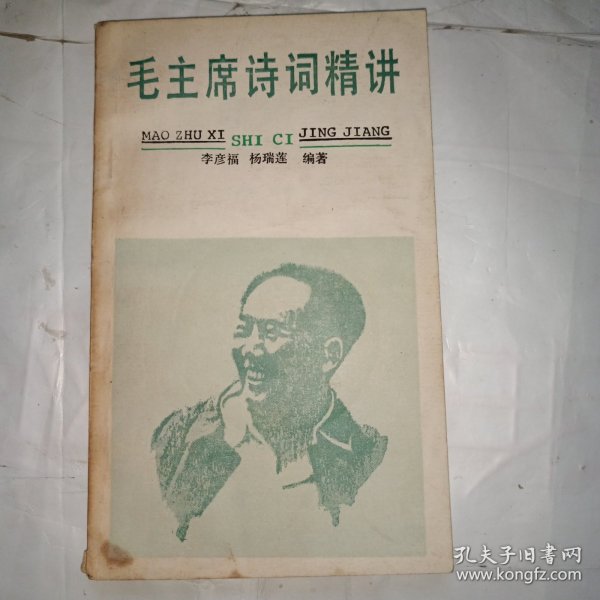 毛主席诗词精讲
MAO ZHU XI SHI CI JING JIANG
李彦福 杨瑞莲 编著
孔夫子旧书网
www.kongfz.com